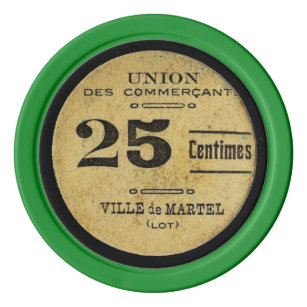 UNION
DES COMMERÇANTS
25 Centimes
VILLE de MARTEL
(LOT)